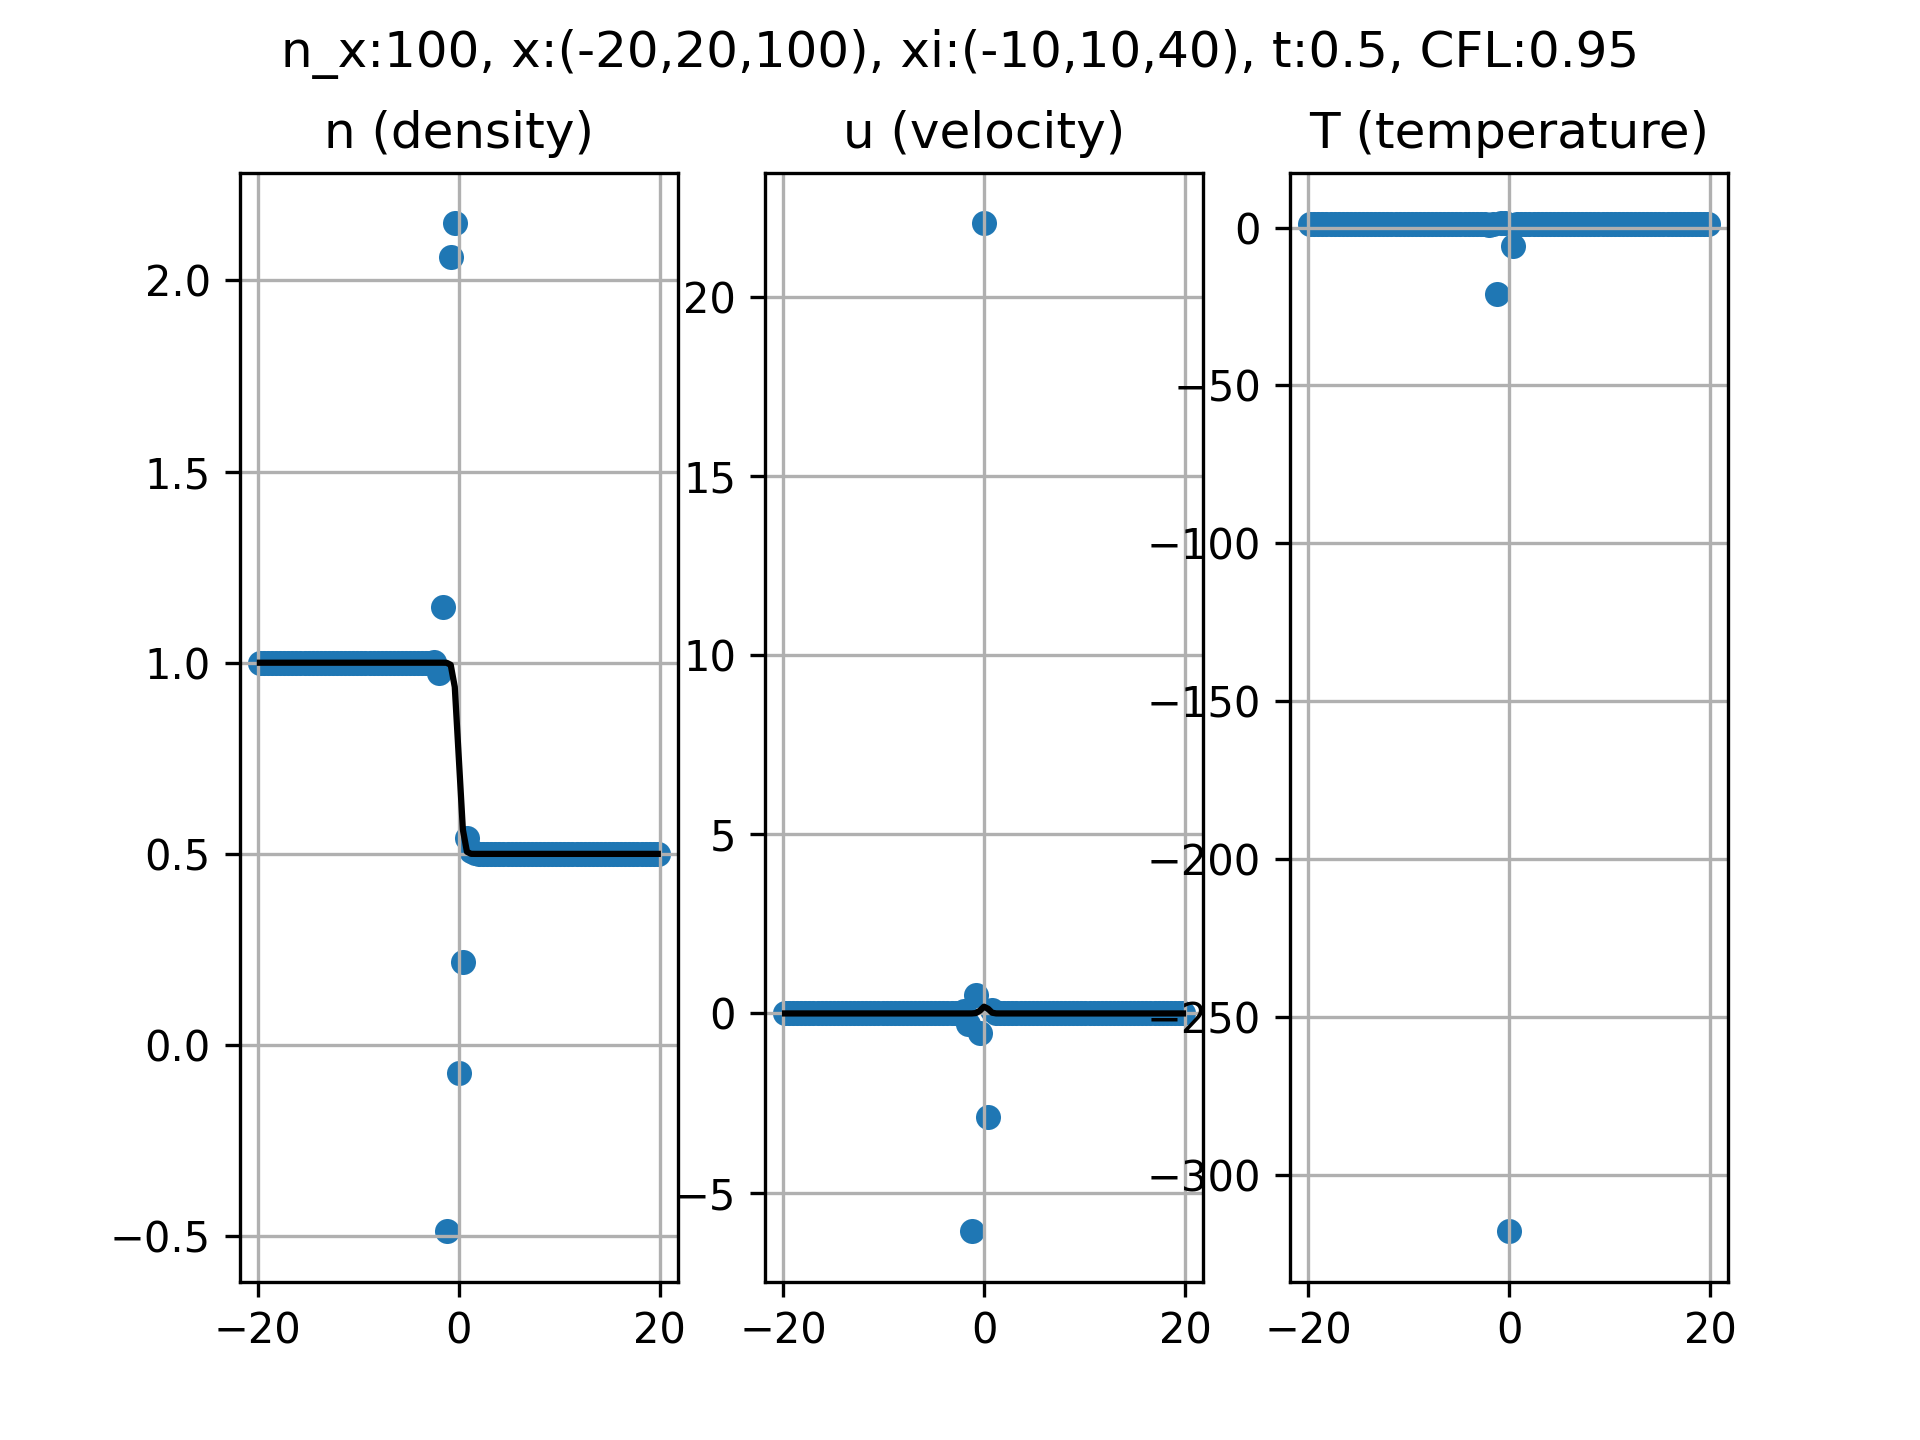 n_x:100, x:(-20,20,100), xi:(-10,10,40), t:0.5, CFL:0.95
n (density)
2.0
1.5
1.0
0.5
0.0
−0.5
−20 0 20
u (velocity)
20
15
10
5
0
−5
−20 0 20
T (temperature)
0
−50
−100
−150
−200
−250
−300
−20 0 20